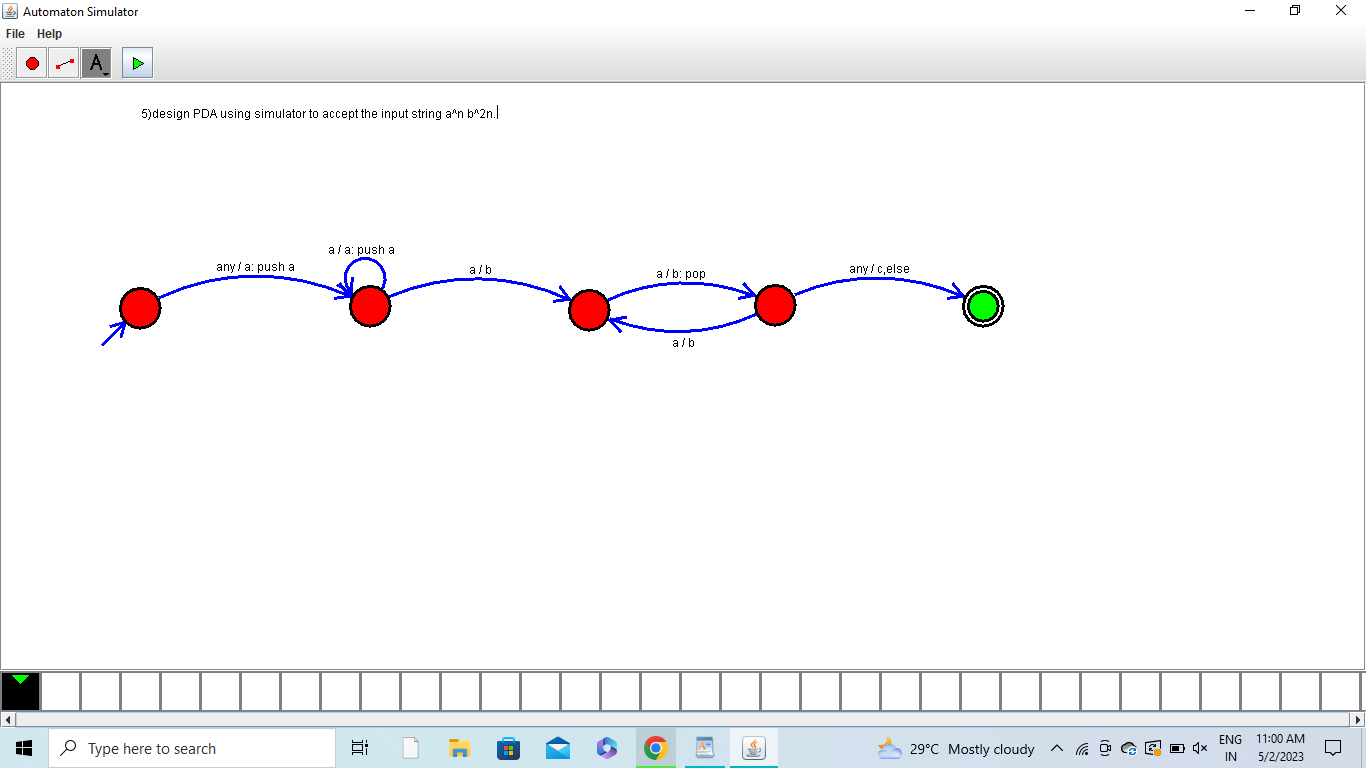 Automaton Simulator
File Help
A
5)design PDA using simulator to accept the input string a^n b^2n.
a / a: push a
any / a: push a
a / b
a / b: pop
any / c,else
a / b
Type here to search
29°C Mostly cloudy
ENG
IN
11:00 AM
5/2/2023